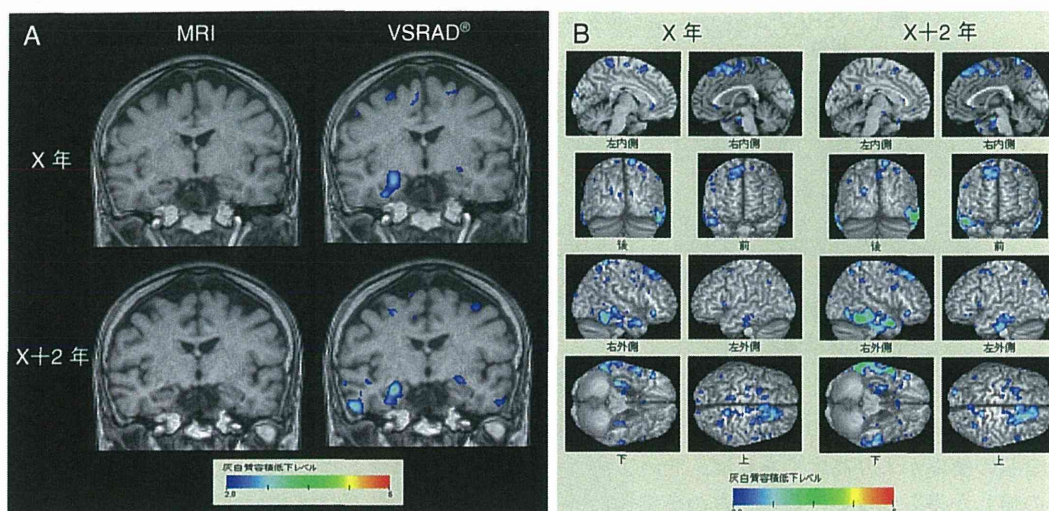 A
MRI
VSRAD®
X 年
X+2 年
灰白質容積低下レベル
2.0
6
B
X 年
X+2 年
左内側
右内側
左内側
右内側
後
前
後
前
右外側
左外側
右外側
左外側
下
上
下
上
灰白質容積低下レベル